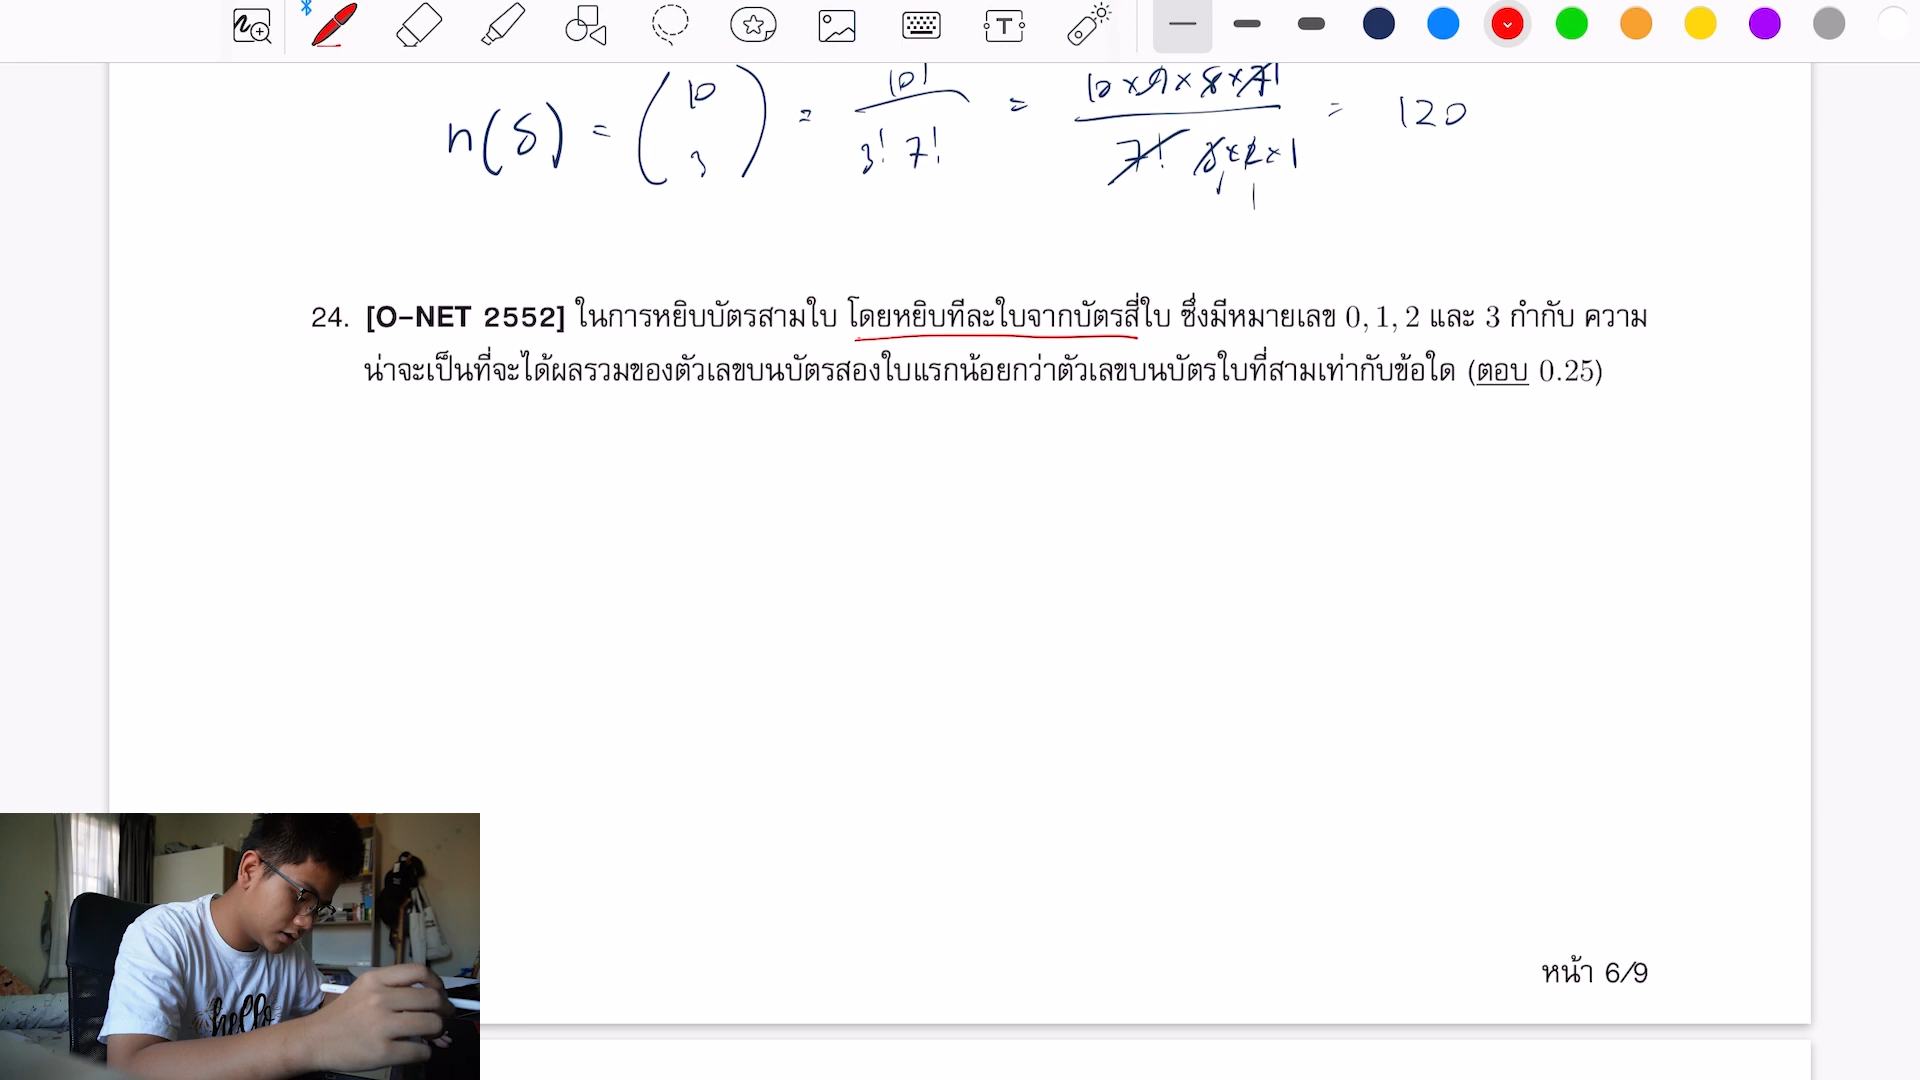 n(S) = (10 3) = 10! / 3! 7! = 10 × 9 × 8 × 7! / 7! 3 × 2 × 1 = 120
24. [O–NET 2552] ในการหยิบบัตรสามใบ โดยหยิบทีละใบจากบัตรสี่ใบ ซึ่งมีหมายเลข 0, 1, 2 และ 3 กำกับ ความ
น่าจะเป็นที่จะได้ผลรวมของตัวเลขบนบัตรสองใบแรกน้อยกว่าตัวเลขบนบัตรใบที่สามเท่ากับข้อใด (ตอบ 0.25)
hello
หน้า 6/9